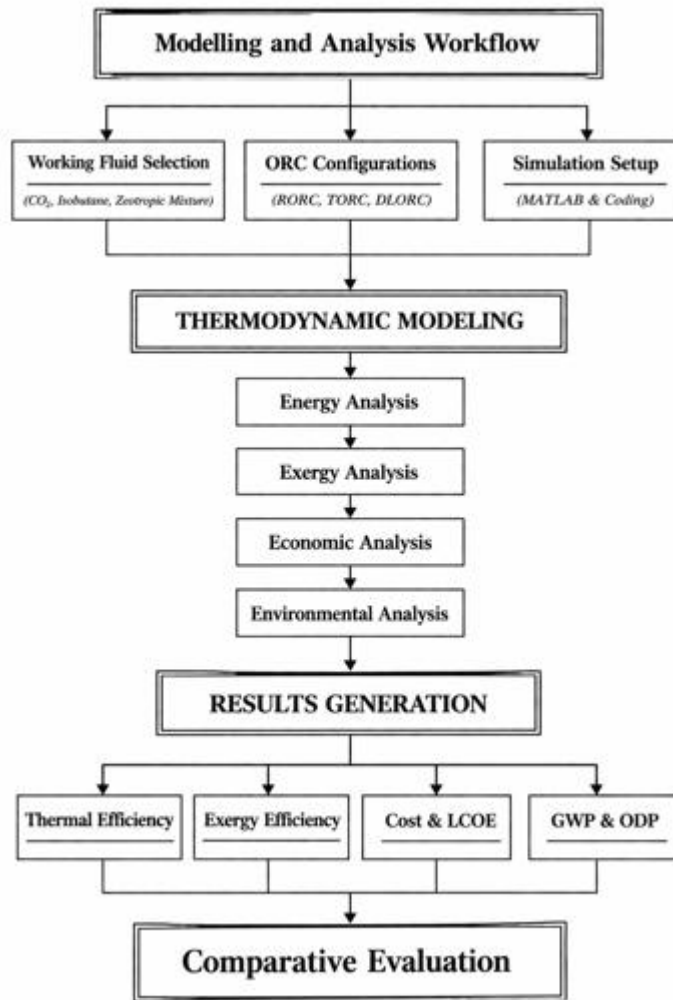 Modelling and Analysis Workflow
Working Fluid Selection
(CO₂, Isobutane, Zeotropic Mixture)
ORC Configurations
(RORC, TORC, DLORC)
Simulation Setup
(MATLAB & Coding)
THERMODYNAMIC MODELING
Energy Analysis
Exergy Analysis
Economic Analysis
Environmental Analysis
RESULTS GENERATION
Thermal Efficiency
Exergy Efficiency
Cost & LCOE
GWP & ODP
Comparative Evaluation